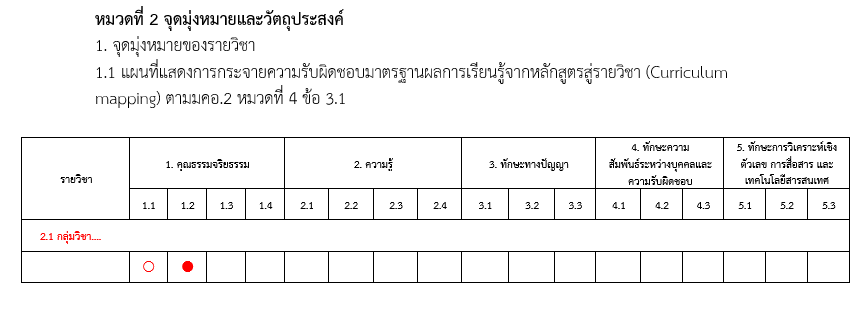 หมวดที่ 2 จุดมุ่งหมายและวัตถุประสงค์
1. จุดมุ่งหมายของรายวิชา
1.1 แผนที่แสดงการกระจายความรับผิดชอบมาตรฐานผลการเรียนรู้จากหลักสูตรสู่รายวิชา (Curriculum
mapping) ตามมคอ.2 หมวดที่ 4 ข้อ 3.1
รายวิชา
1. คุณธรรมจริยธรรม
2. ความรู้
3. ทักษะทางปัญญา
4. ทักษะความ
สัมพันธ์ระหว่างบุคคลและ
ความรับผิดชอบ
5. ทักษะการวิเคราะห์เชิง
ตัวเลข การสื่อสาร และ
เทคโนโลยีสารสนเทศ
1.1 1.2 1.3 1.4 2.1 2.2 2.3 2.4 3.1 3.2 3.3 4.1 4.2 4.3 5.1 5.2 5.3
2.1 กลุ่มวิชา....
○ ●